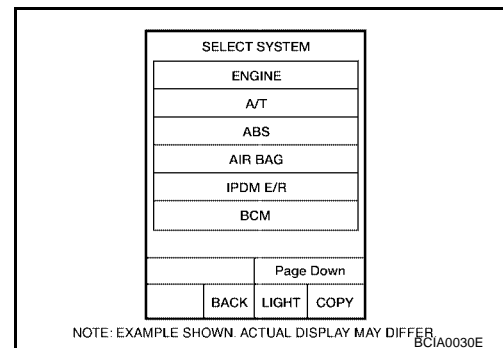 SELECT SYSTEM
ENGINE
A/T
ABS
AIR BAG
IPDM E/R
BCM
Page Down
BACK LIGHT COPY
NOTE: EXAMPLE SHOWN. ACTUAL DISPLAY MAY DIFFER
BCIA0030E